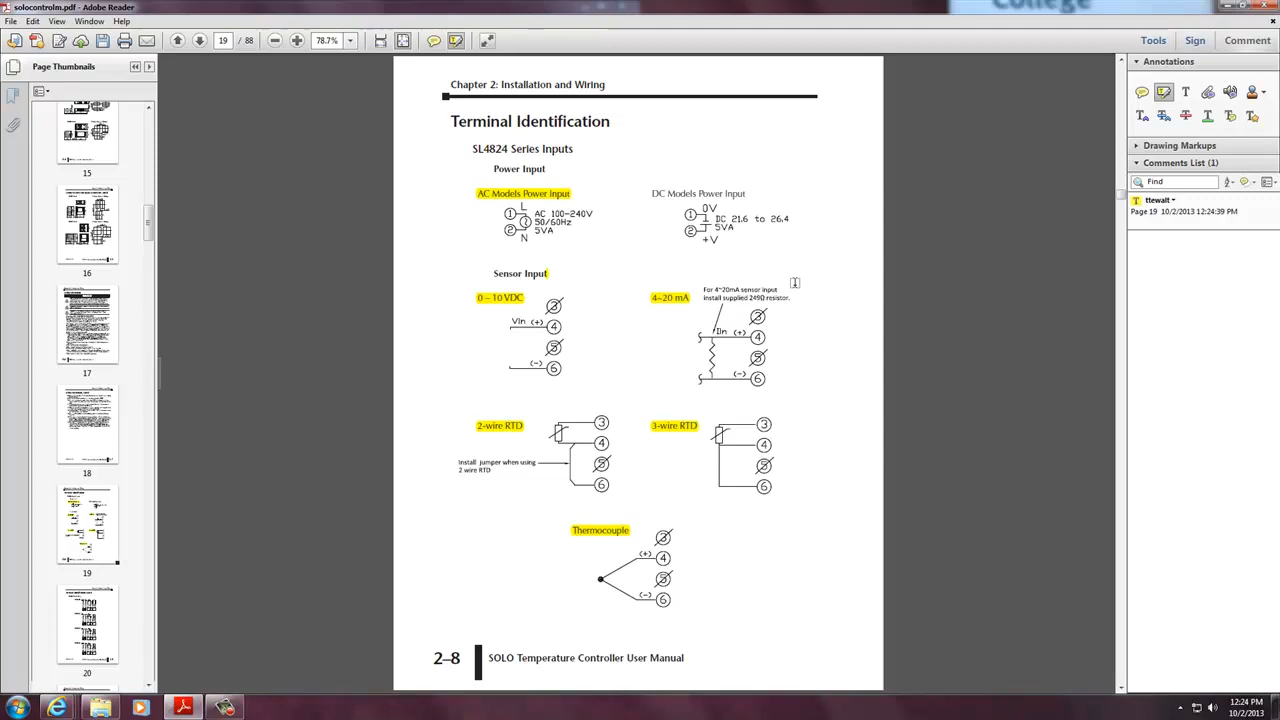 solocontrolm.pdf - Adobe Reader
College
File Edit View Window Help
19 / 88 78.7% Tools Sign Comment
Page Thumbnails
15
16
17
18
19
20
Chapter 2: Installation and Wiring
Terminal Identification
SL4824 Series Inputs
Power Input
AC Models Power Input
L
1 AC 100-240V
50/60Hz
2 5VA
N
DC Models Power Input
0V
1 DC 21.6 to 26.4
5VA
2
+V
Sensor Input
0 – 10 VDC
3
Vin (+) 4
5
(-) 6
4~20 mA
For 4~20mA sensor input
install supplied 249Ω resistor.
3
Iin (+) 4
5
(-) 6
2-wire RTD
3
4
Install jumper when using
2 wire RTD
5
6
3-wire RTD
3
4
5
6
Thermocouple
3
(+) 4
5
(-) 6
2–8 SOLO Temperature Controller User Manual
Annotations
Drawing Markups
Comments List (1)
Find
ttewalt
Page 19 10/2/2013 12:24:39 PM
12:24 PM
10/2/2013